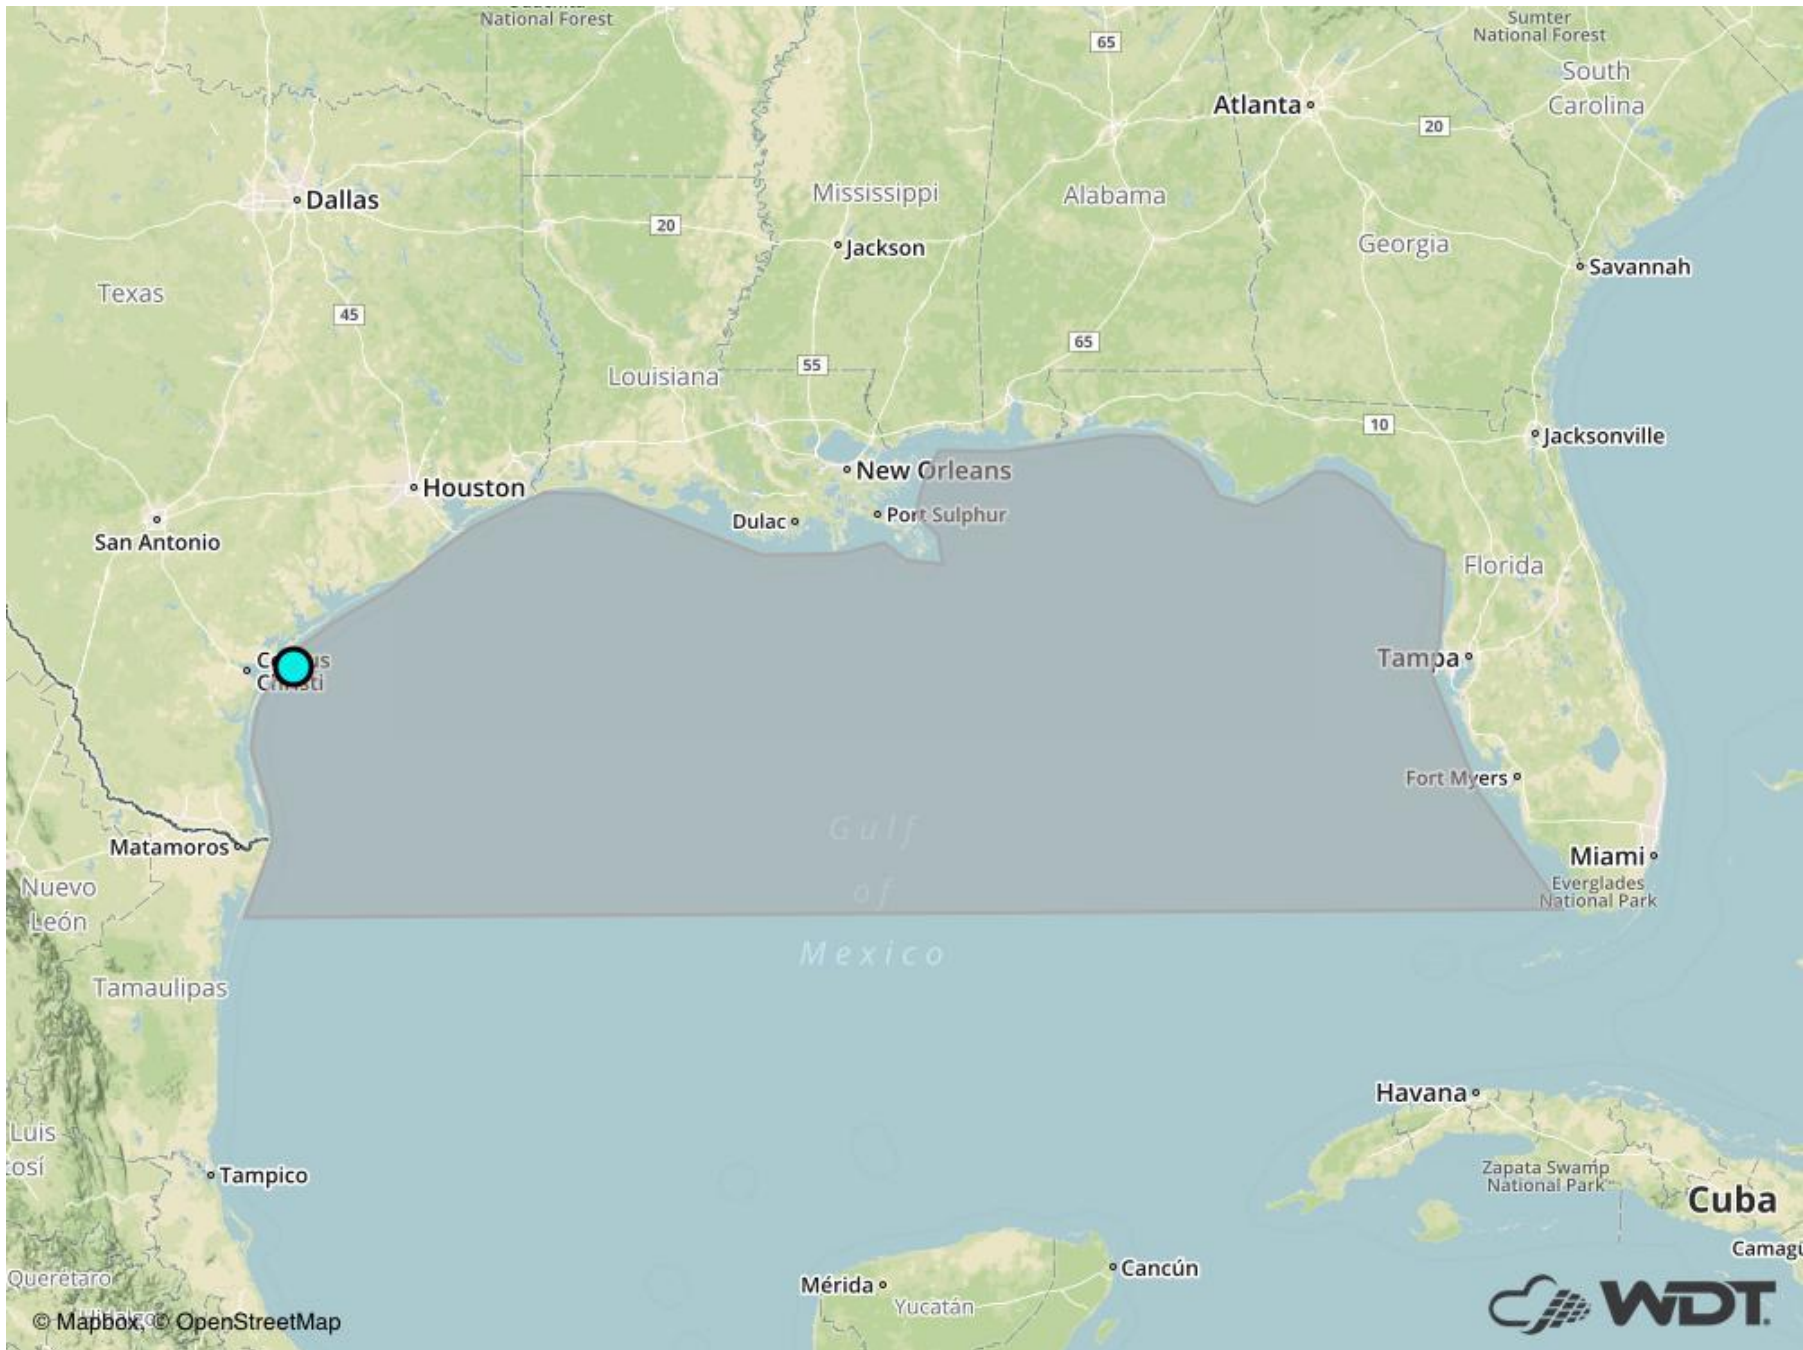 National Forest
65
Sumter
National Forest
South
Carolina
Atlanta
20
Dallas
Mississippi
Alabama
20
Jackson
Georgia
Savannah
Texas
45
65
55
Louisiana
10
Jacksonville
New Orleans
Houston
Dulac
Port Sulphur
San Antonio
Florida
Tampa
Christi
Fort Myers
Gulf
of
Mexico
Matamoros
Miami
Everglades
National Park
Nuevo
León
Tamaulipas
Havana
Luis
Tampico
Zapata Swamp
National Park
Cuba
Cancún
Mérida
Yucatán
Querétaro
Hidalgo
© Mapbox, © OpenStreetMap
WDT